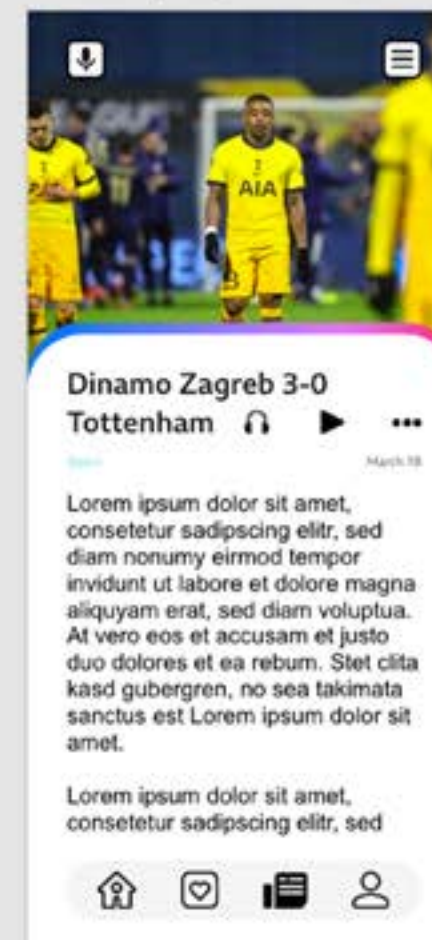 AIA
Dinamo Zagreb 3-0
Tottenham
March 18
Lorem ipsum dolor sit amet,
consetetur sadipscing elitr, sed
diam nonumy eirmod tempor
invidunt ut labore et dolore magna
aliquyam erat, sed diam voluptua.
At vero eos et accusam et justo
duo dolores et ea rebum. Stet clita
kasd gubergren, no sea takimata
sanctus est Lorem ipsum dolor sit
amet.
Lorem ipsum dolor sit amet,
consetetur sadipscing elitr, sed